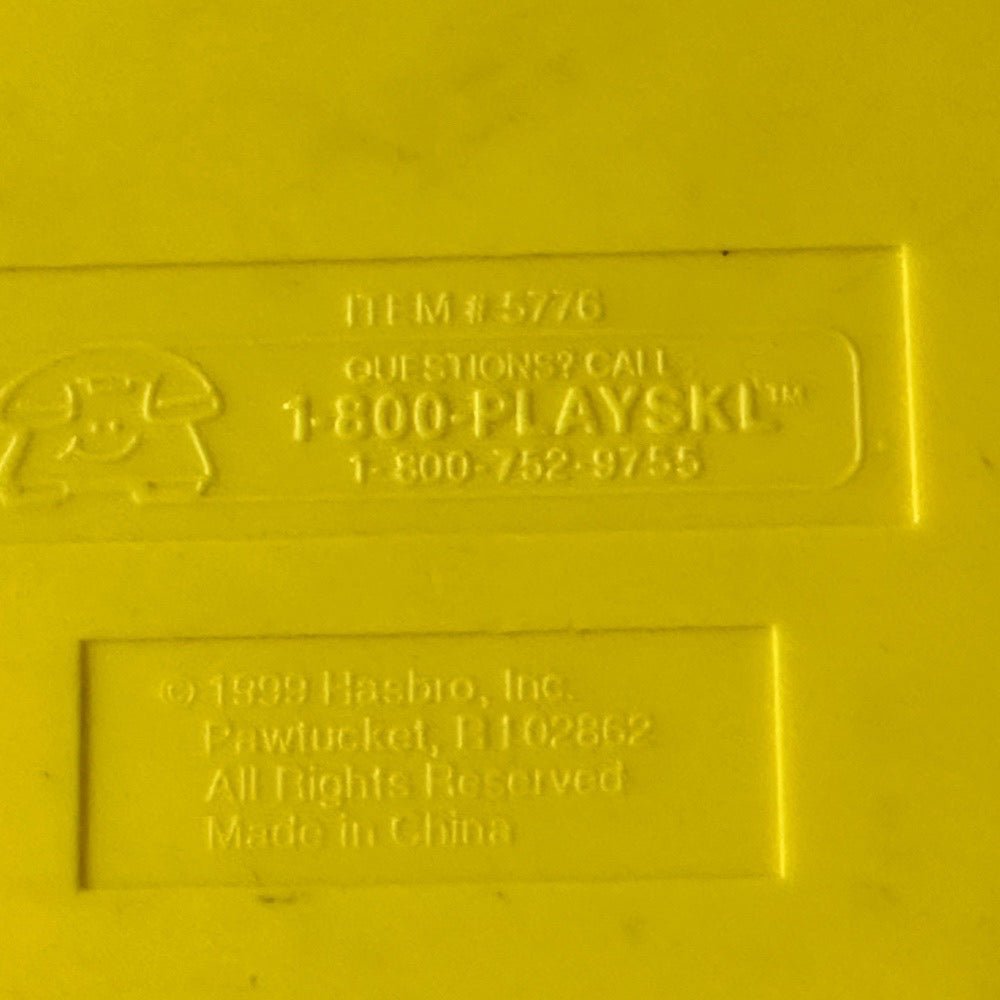 ITEM # 5776
QUESTIONS? CALL
1-800-PLAYSKL™
1-800-752-9755
© 1999 Hasbro, Inc.
Pawtucket, RI 02862
All Rights Reserved
Made in China